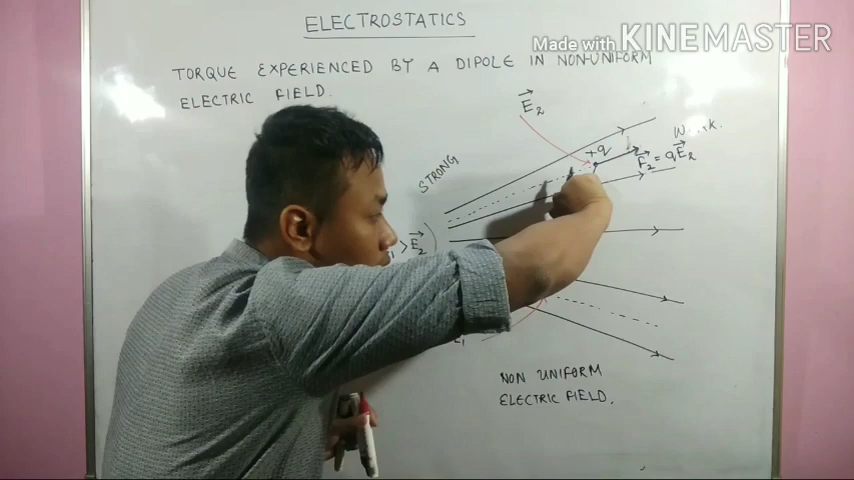 ELECTROSTATICS
Made with KINEMASTER
TORQUE EXPERIENCED BY A DIPOLE IN NON-UNIFORM
ELECTRIC FIELD.
E₂
+q
F₂ = qE₂
STRONG
> E₂
NON UNIFORM
ELECTRIC FIELD.